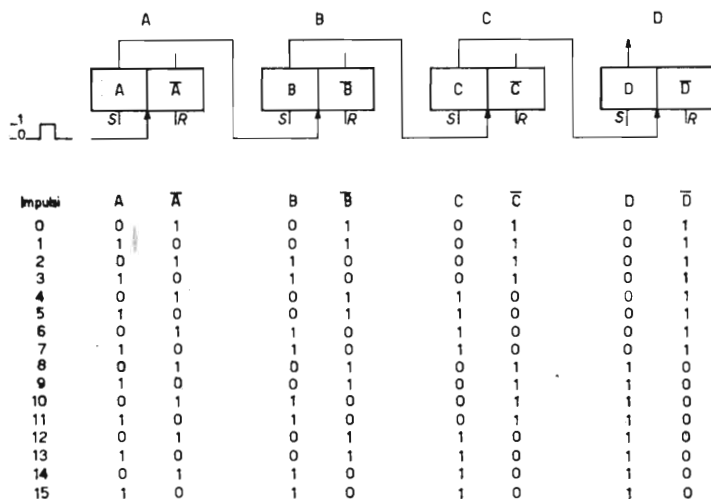 A B C D
A A̅ B B̅ C C̅ D D̅
S R S R S R S R
1
0
Impulsi A A̅ B B̅ C C̅ D D̅
0 0 1 0 1 0 1 0 1
1 1 0 0 1 0 1 0 1
2 0 1 1 0 0 1 0 1
3 1 0 1 0 0 1 0 1
4 0 1 0 1 1 0 0 1
5 1 0 0 1 1 0 0 1
6 0 1 1 0 1 0 0 1
7 1 0 1 0 1 0 0 1
8 0 1 0 1 0 1 1 0
9 1 0 0 1 0 1 1 0
10 0 1 1 0 0 1 1 0
11 1 0 1 0 0 1 1 0
12 0 1 0 1 1 0 1 0
13 1 0 0 1 1 0 1 0
14 0 1 1 0 1 0 1 0
15 1 0 1 0 1 0 1 0